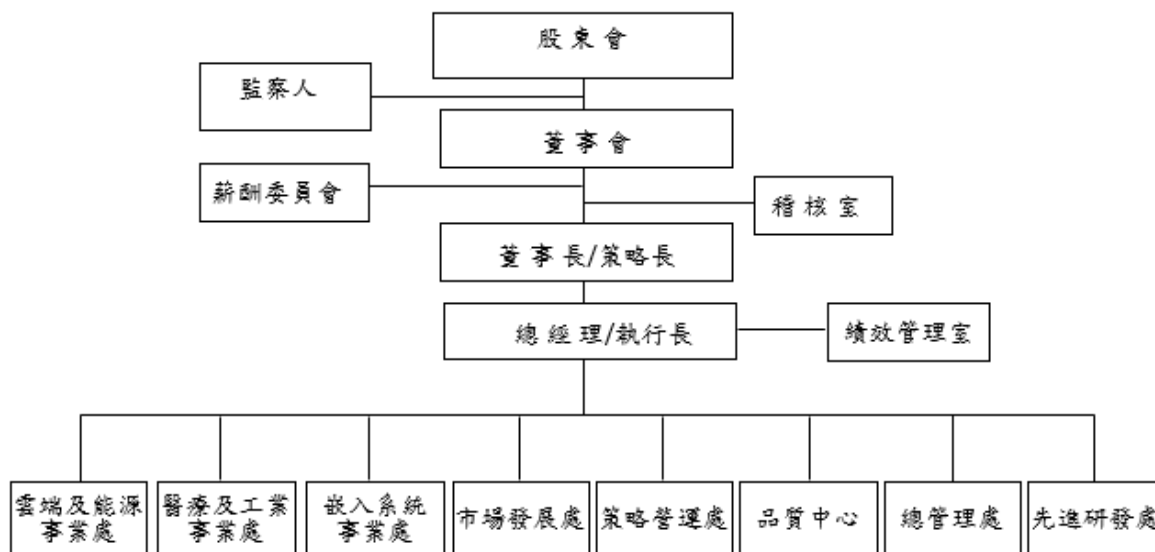 股東會
監察人
董事會
薪酬委員會
稽核室
董事長/策略長
總經理/執行長
績效管理室
雲端及能源
事業處
醫療及工業
事業處
嵌入系統
事業處
市場發展處
策略營運處
品質中心
總管理處
先進研發處